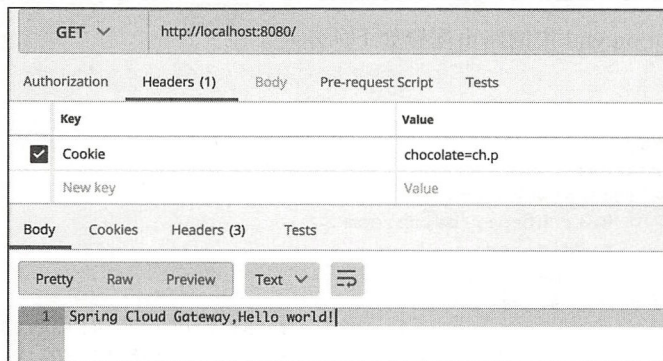 GET http://localhost:8080/
Authorization Headers (1) Body Pre-request Script Tests
Key Value
Cookie chocolate=ch.p
New key Value
Body Cookies Headers (3) Tests
Pretty Raw Preview Text
1 Spring Cloud Gateway,Hello world!